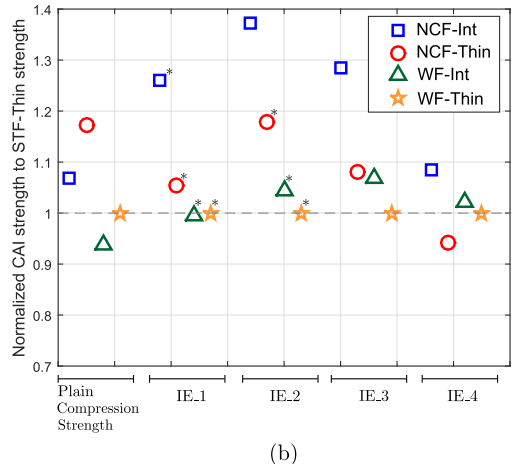 Normalized CAI strength to STF-Thin strength
1.4
1.3
1.2
1.1
1
0.9
0.8
0.7
NCF-Int
NCF-Thin
WF-Int
WF-Thin
*
*
*
*
*
*
*
Plain
Compression
Strength
IE_1
IE_2
IE_3
IE_4
(b)